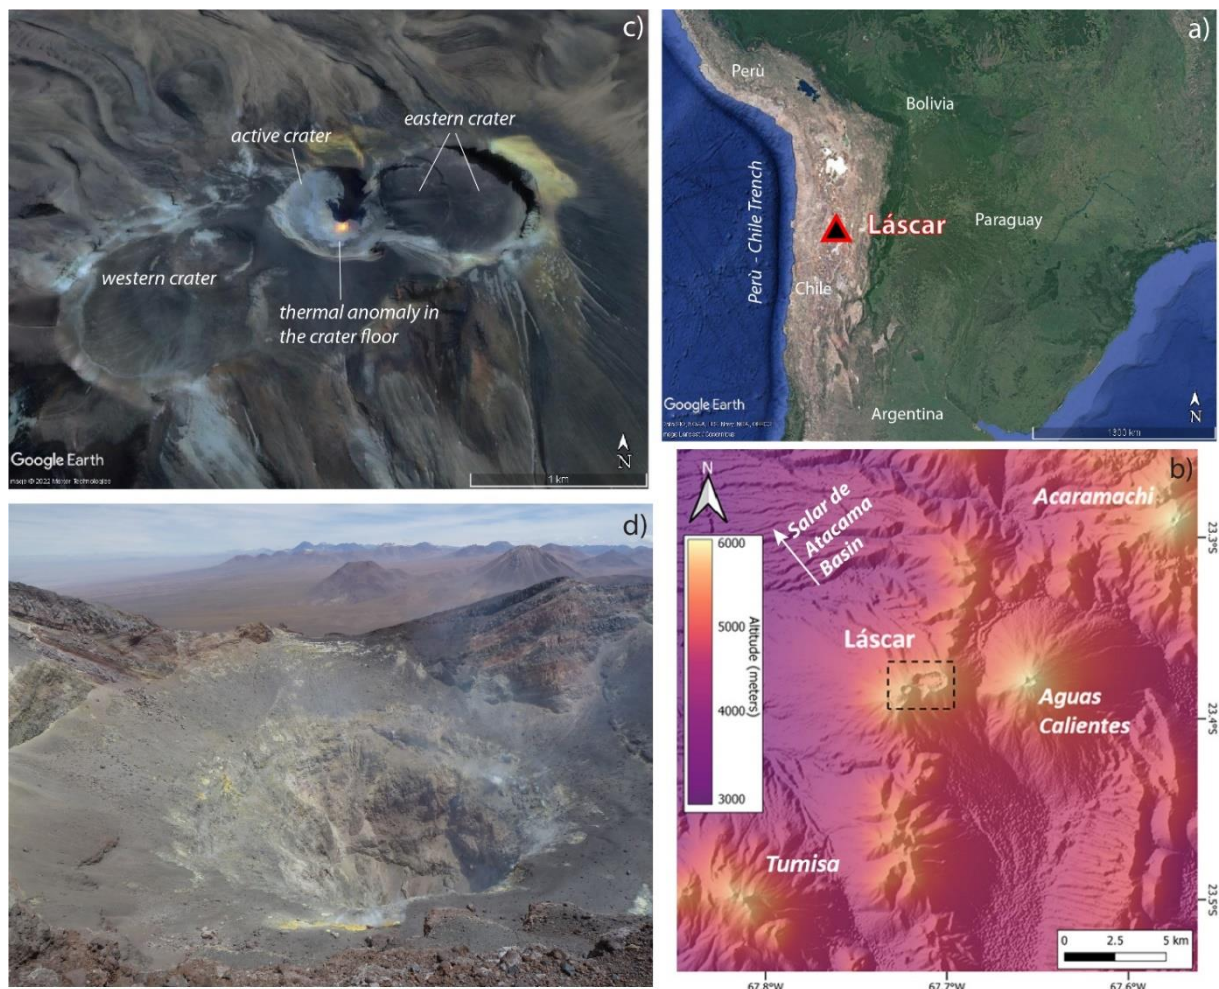 c)
active crater
eastern crater
western crater
thermal anomaly in
the crater floor
Google Earth
N
1 km
a)
Perù
Bolivia
Perù - Chile Trench
Láscar
Paraguay
Chile
Google Earth
Argentina
N
b)
N
Salar de
Atacama
Basin
Acaramachi
23.3°S
6000
5000
4000
3000
Altitude (meters)
Láscar
Aguas
Calientes
23.4°S
Tumisa
23.5°S
0 2.5 5 km
67.8°W 67.7°W 67.6°W
d)